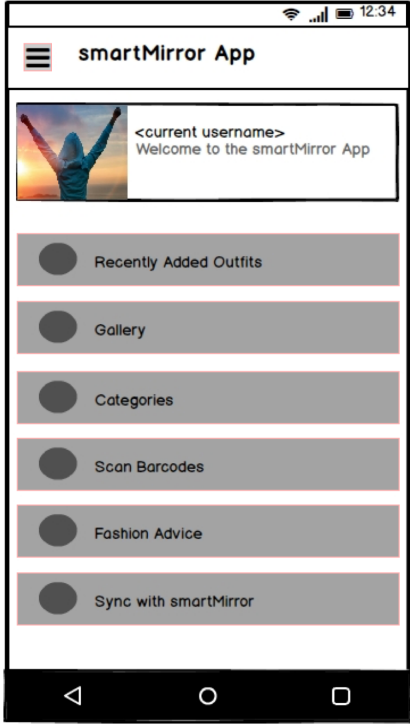 12:34
smartMirror App
<current username>
Welcome to the smartMirror App
Recently Added Outfits
Gallery
Categories
Scan Barcodes
Fashion Advice
Sync with smartMirror